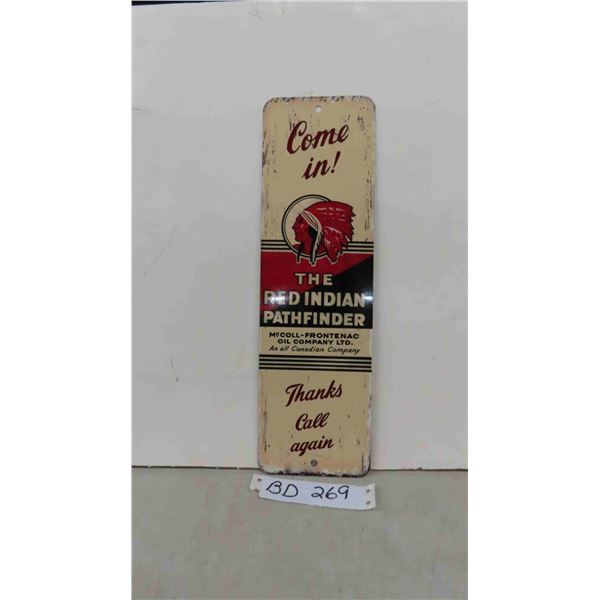 Come
in!
THE
RED INDIAN
PATHFINDER
McCOLL-FRONTENAC
OIL COMPANY LTD.
An all Canadian Company
Thanks
Call
again
BD 269